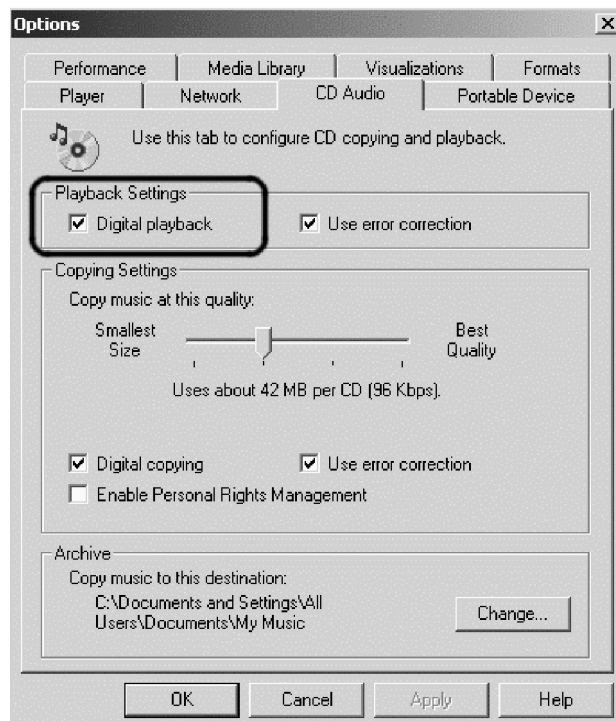 Options
Performance Media Library Visualizations Formats
Player Network CD Audio Portable Device
Use this tab to configure CD copying and playback.
Playback Settings
Digital playback Use error correction
Copying Settings
Copy music at this quality:
Smallest Best
Size Quality
Uses about 42 MB per CD (96 Kbps).
Digital copying Use error correction
Enable Personal Rights Management
Archive
Copy music to this destination:
C:\Documents and Settings\All
Users\Documents\My Music
Change...
OK Cancel Apply Help